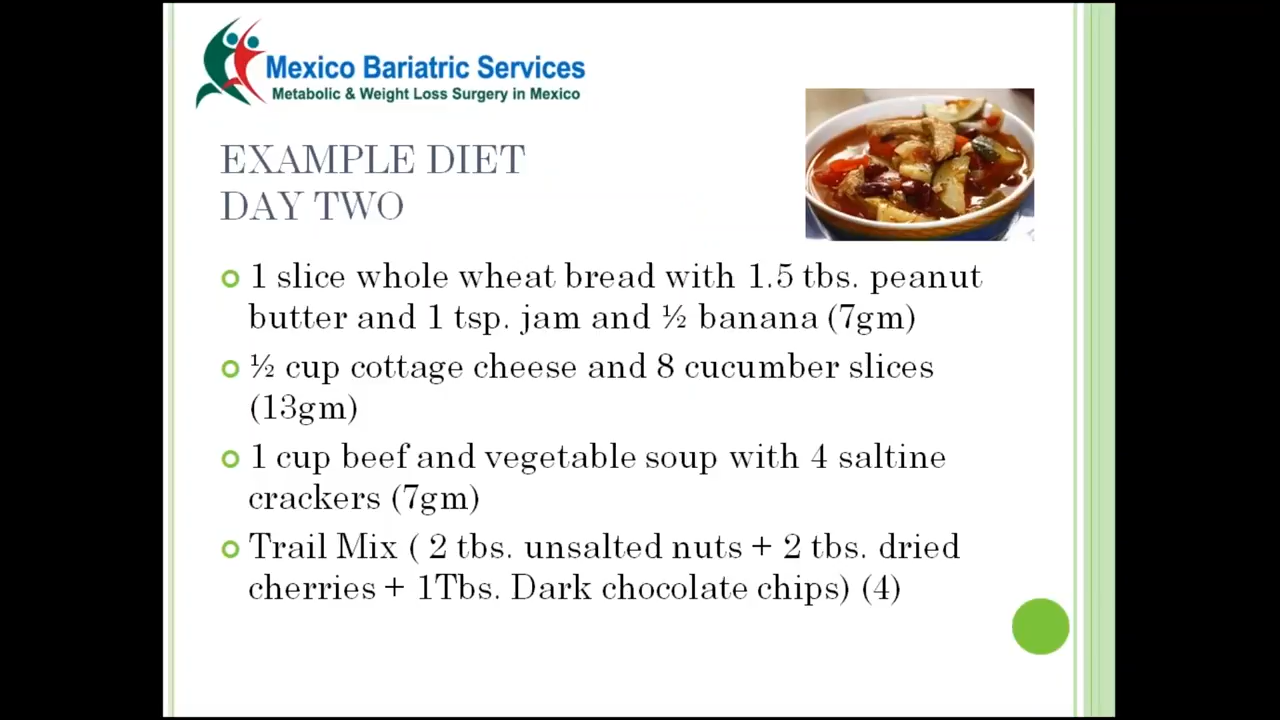 Mexico Bariatric Services
Metabolic & Weight Loss Surgery in Mexico
EXAMPLE DIET
DAY TWO
1 slice whole wheat bread with 1.5 tbs. peanut
butter and 1 tsp. jam and ½ banana (7gm)
½ cup cottage cheese and 8 cucumber slices
(13gm)
1 cup beef and vegetable soup with 4 saltine
crackers (7gm)
Trail Mix ( 2 tbs. unsalted nuts + 2 tbs. dried
cherries + 1Tbs. Dark chocolate chips) (4)